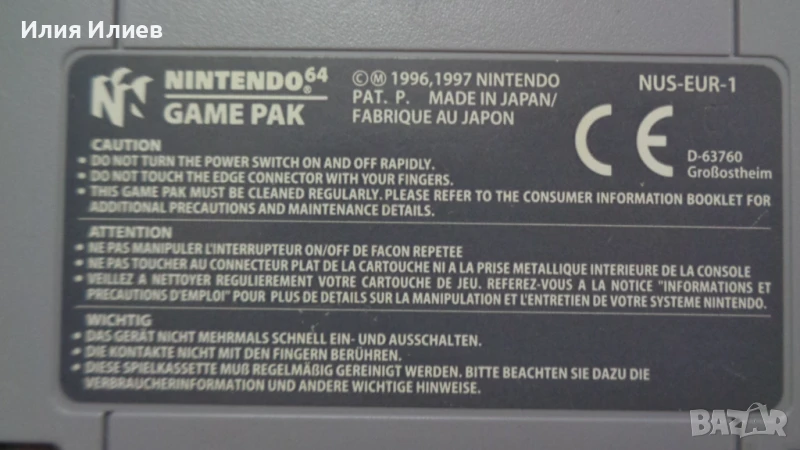 Илия Илиев
NINTENDO 64
GAME PAK
©Ⓜ 1996,1997 NINTENDO
PAT. P. MADE IN JAPAN/
FABRIQUE AU JAPON
NUS-EUR-1
CE
D-63760
Großostheim
CAUTION
• DO NOT TURN THE POWER SWITCH ON AND OFF RAPIDLY.
• DO NOT TOUCH THE EDGE CONNECTOR WITH YOUR FINGERS.
• THIS GAME PAK MUST BE CLEANED REGULARLY. PLEASE REFER TO THE CONSUMER INFORMATION BOOKLET FOR
ADDITIONAL PRECAUTIONS AND MAINTENANCE DETAILS.
ATTENTION
• NE PAS MANIPULER L'INTERRUPTEUR ON/OFF DE FACON REPETEE
• NE PAS TOUCHER AU CONNECTEUR PLAT DE LA CARTOUCHE NI A LA PRISE METALLIQUE INTERIEURE DE LA CONSOLE
• VEILLEZ A NETTOYER REGULIEREMENT VOTRE CARTOUCHE DE JEU. REFEREZ-VOUS A LA NOTICE "INFORMATIONS ET
PRECAUTIONS D'EMPLOI" POUR PLUS DE DETAILS SUR LA MANIPULATION ET L'ENTRETIEN DE VOTRE SYSTEME NINTENDO.
WICHTIG
• DAS GERÄT NICHT MEHRMALS SCHNELL EIN- UND AUSSCHALTEN.
• DIE KONTAKTE NICHT MIT DEN FINGERN BERÜHREN.
• DIESE SPIELKASSETTE MUß REGELMÄßIG GEREINIGT WERDEN. BITTE BEACHTEN SIE DAZU DIE
VERBRAUCHERINFORMATION UND ANDERE WICHTIGE HINWEISE.
BAZAR